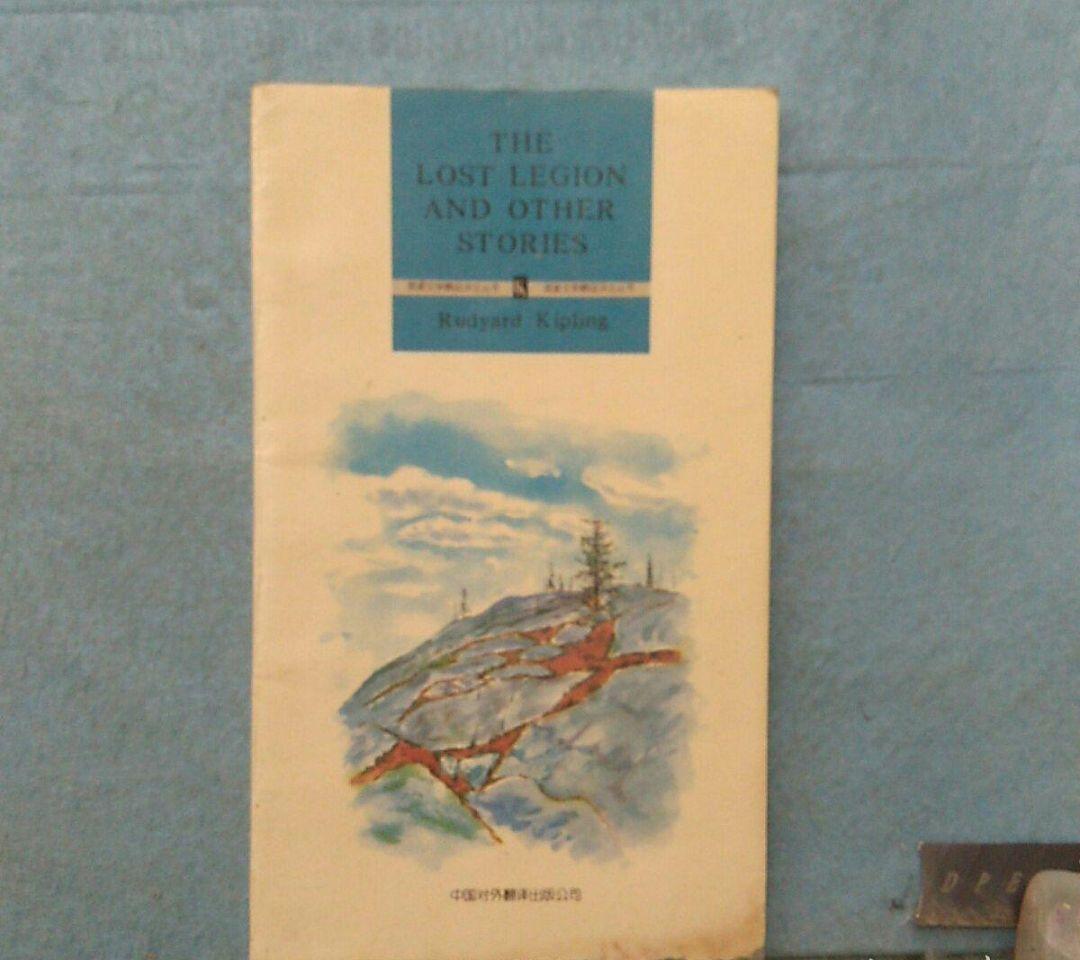 THE
LOST LEGION
AND OTHER
STORIES
Rudyard Kipling
中国对外翻译出版公司